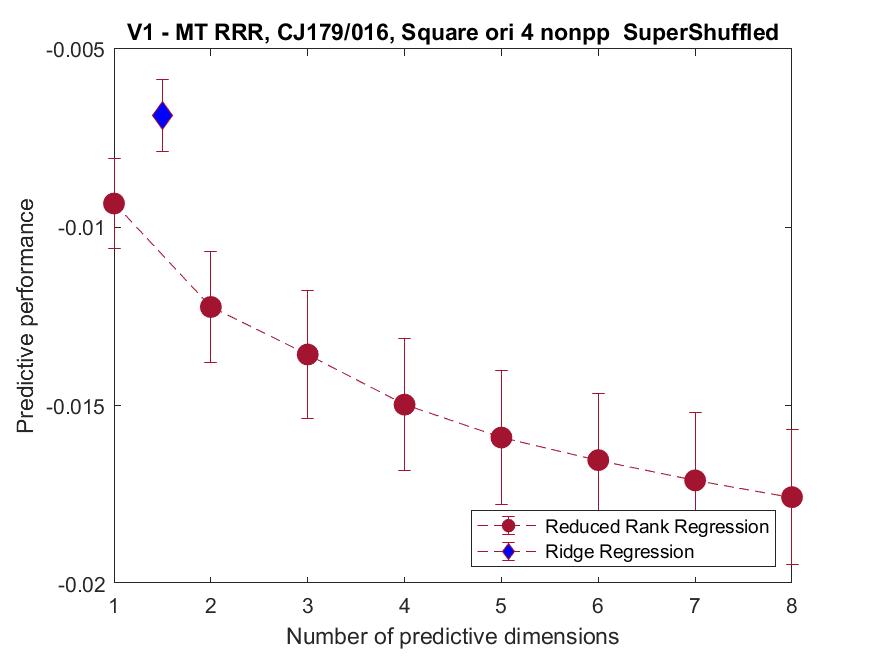 V1 - MT RRR, CJ179/016, Square ori 4 nonpp  SuperShuffled
-0.005
-0.01
-0.015
-0.02
Predictive performance
1 2 3 4 5 6 7 8
Number of predictive dimensions
Reduced Rank Regression
Ridge Regression